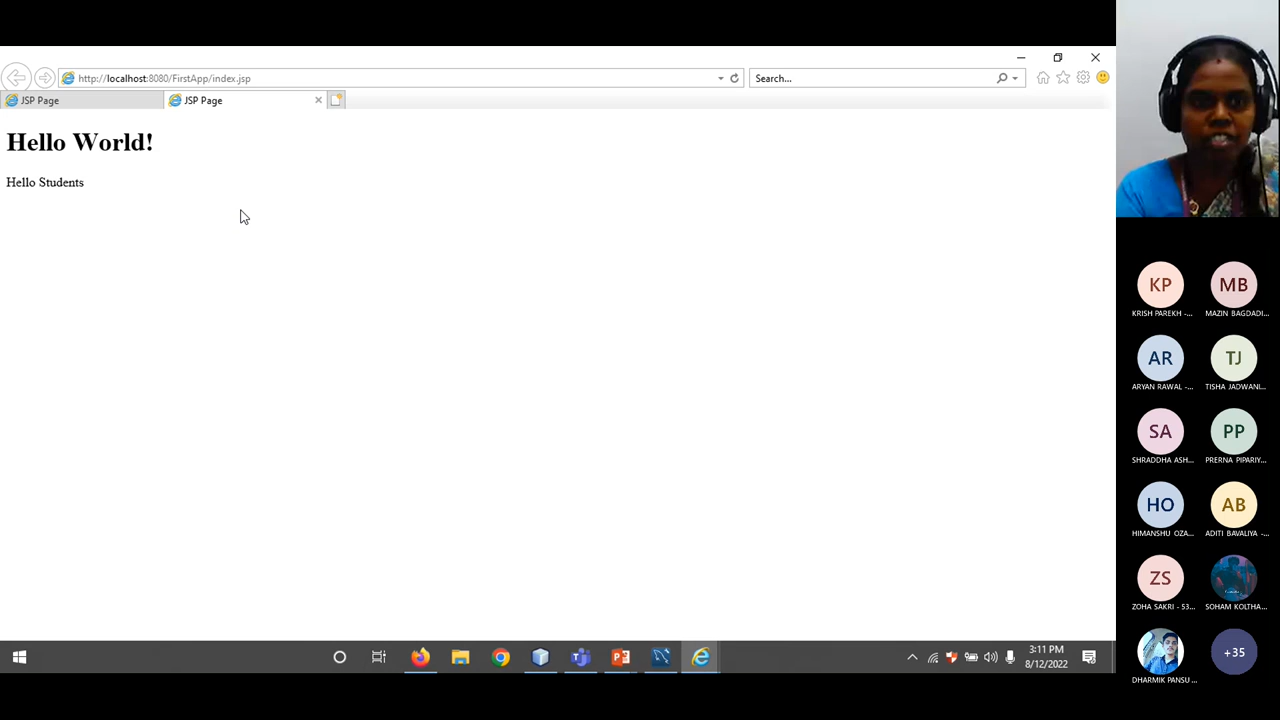 http://localhost:8080/FirstApp/index.jsp
Search...
JSP Page
JSP Page
Hello World!
Hello Students
KP
MB
KRISH PAREKH -...
MAZIN BAGDADI...
AR
TJ
ARYAN RAWAL -...
TISHA JADWANI...
SA
PP
SHRADDHA ASH...
PRERNA PIPARIY...
HO
AB
HIMANSHU OZA...
ADITI BAVALIYA -...
ZS
ZOHA SAKRI - 53...
SOHAM KOLTHA...
+35
DHARMIK PANSU ...
3:11 PM
8/12/2022